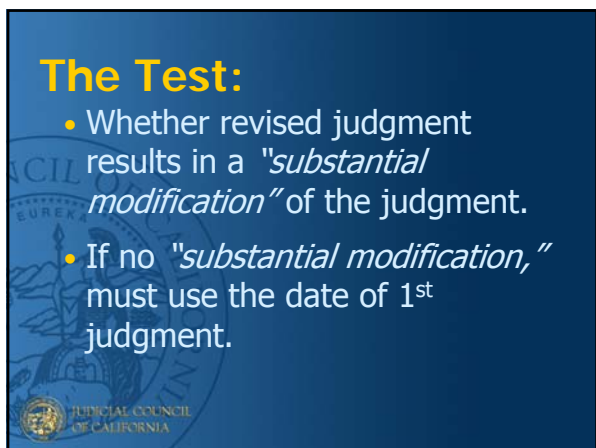 The Test:
• Whether revised judgment
results in a “substantial
modification” of the judgment.
• If no “substantial modification,”
must use the date of 1st
judgment.
JUDICIAL COUNCIL
OF CALIFORNIA
EUREKA